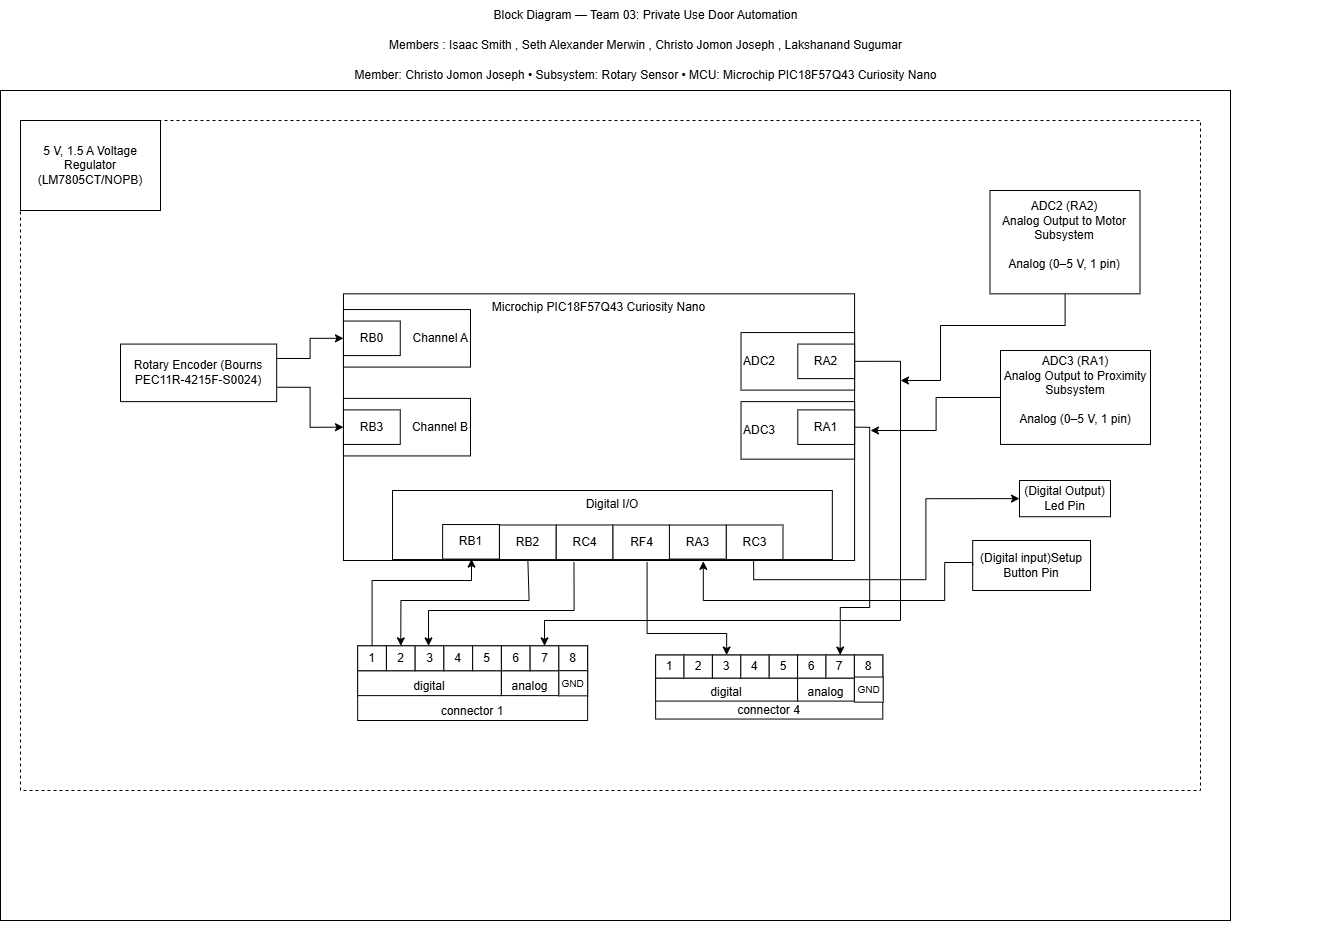 Block Diagram — Team 03: Private Use Door Automation
Members : Isaac Smith , Seth Alexander Merwin , Christo Jomon Joseph , Lakshanand Sugumar
Member: Christo Jomon Joseph • Subsystem: Rotary Sensor • MCU: Microchip PIC18F57Q43 Curiosity Nano
5 V, 1.5 A Voltage
Regulator
(LM7805CT/NOPB)
ADC2 (RA2)
Analog Output to Motor
Subsystem
Analog (0–5 V, 1 pin)
Microchip PIC18F57Q43 Curiosity Nano
RB0
Channel A
Rotary Encoder (Bourns
PEC11R-4215F-S0024)
ADC2
RA2
ADC3 (RA1)
Analog Output to Proximity
Subsystem
Analog (0–5 V, 1 pin)
RB3
Channel B
ADC3
RA1
Digital I/O
RB1
RB2
RC4
RF4
RA3
RC3
(Digital Output)
Led Pin
(Digital input)Setup
Button Pin
1 2 3 4 5 6 7 8
digital
analog
GND
connector 1
1 2 3 4 5 6 7 8
digital
analog
GND
connector 4